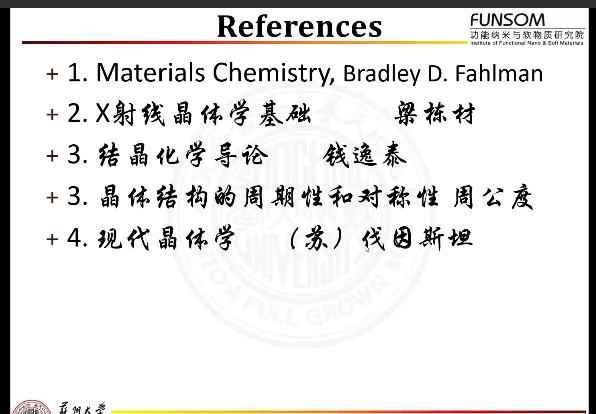 References
FUNSOM
功能纳米与软物质研究院
Institute of Functional Nano & Soft Materials
+ 1. Materials Chemistry, Bradley D. Fahlman
+ 2. X射线晶体学基础 梁栋材
+ 3. 结晶化学导论 钱逸泰
+ 3. 晶体结构的周期性和对称性 周公度
+ 4. 现代晶体学 （苏）伐因斯坦
UNIVERSITY
TO A FULL GROWN
苏州大学